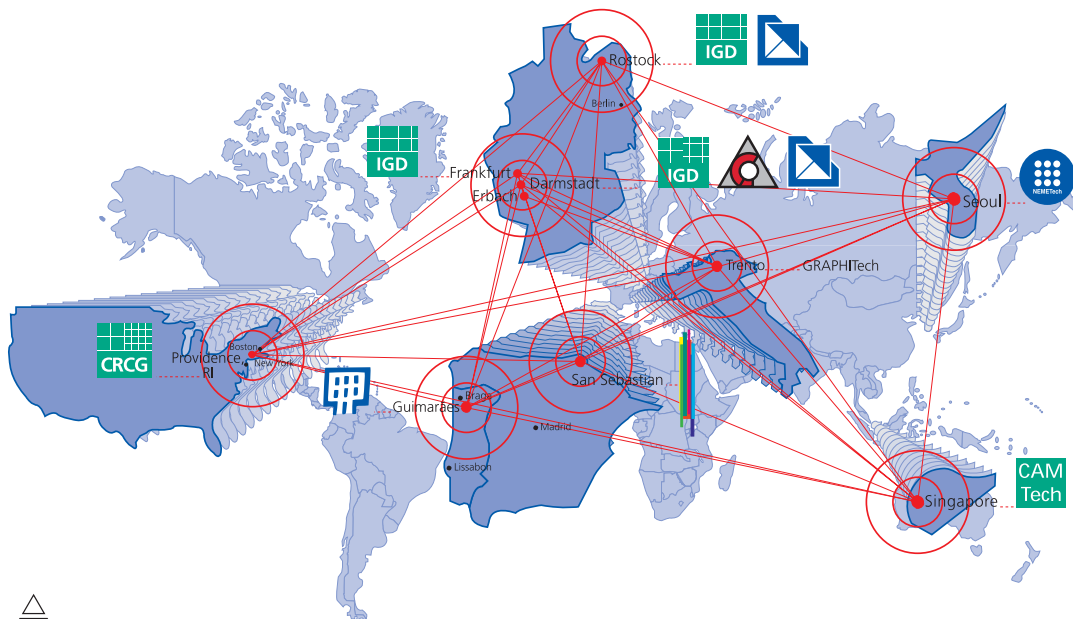 IGD
Rostock
Berlin
IGD
IGD
Frankfurt
Darmstadt
Erbach
NEMETech
Seoul
Trento
GRAPHITech
Boston
CRCG
Providence
New York
RI
San Sebastian
Braga
Guimarães
Madrid
Lissabon
CAM
Tech
Singapore